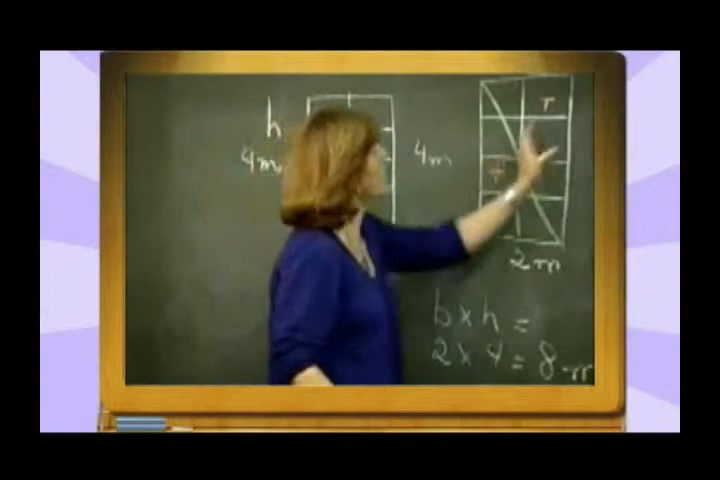 h
4m
4m
T
T
2m
b x h =
2 x 4 = 8 m